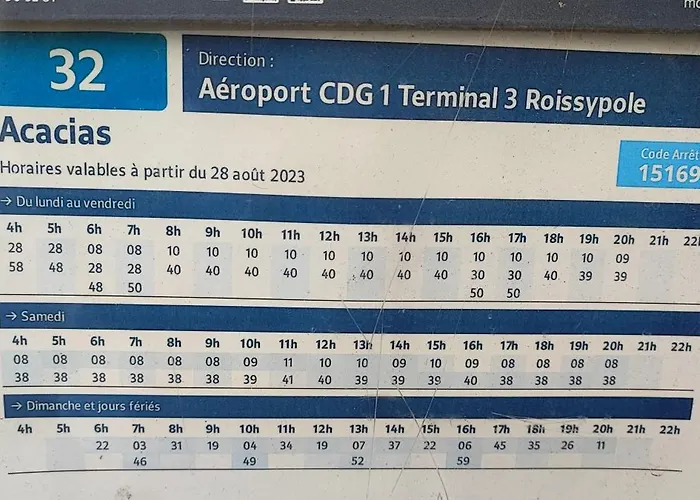 32
Direction :
Aéroport CDG 1 Terminal 3 Roissypole
Acacias
Horaires valables à partir du 28 août 2023
Code Arrêt
15169
→ Du lundi au vendredi
4h 5h 6h 7h 8h 9h 10h 11h 12h 13h 14h 15h 16h 17h 18h 19h 20h 21h 22h
28 28 08 08 10 10 10 10 10 10 10 10 10 10 10 10 09
58 48 28 28 40 40 40 40 40 40 40 40 30 30 40 39 39
48 50 50 50
→ Samedi
4h 5h 6h 7h 8h 9h 10h 11h 12h 13h 14h 15h 16h 17h 18h 19h 20h 21h 22h
08 08 08 08 08 08 09 11 10 10 09 10 09 08 08 08 08
38 38 38 38 38 38 39 41 40 39 39 39 40 38 38 38 38
→ Dimanche et jours fériés
4h 5h 6h 7h 8h 9h 10h 11h 12h 13h 14h 15h 16h 17h 18h 19h 20h 21h 22h
22 03 31 19 04 34 19 07 37 22 06 45 35 26 11
46 49 52 59